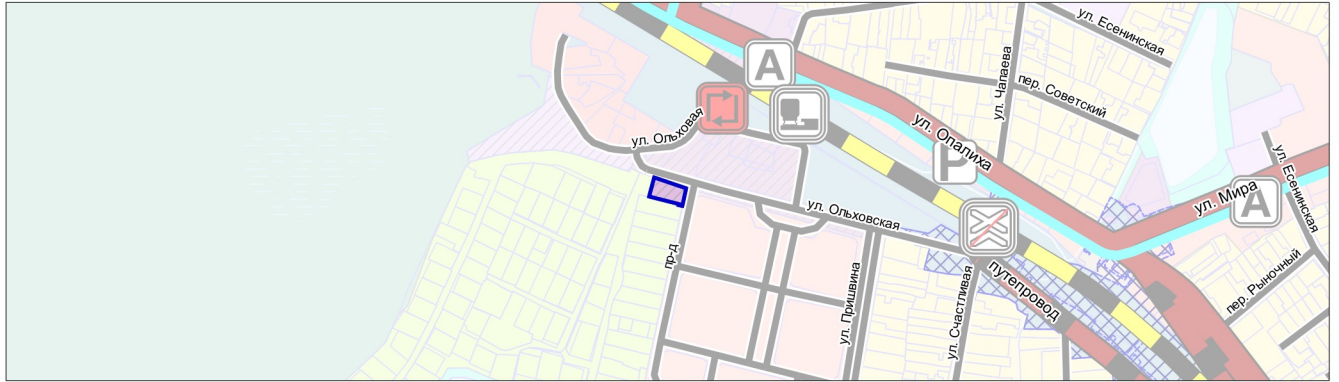 ул. Есенинская
А
ул. Чапаева
пер. Советский
ул. Ольховая
ул. Опалиха
Р
ул. Есенинская
ул. Мира
А
ул. Ольховская
пр-д
путепровод
пер. Рыночный
ул. Пришвина
ул. Счастливая